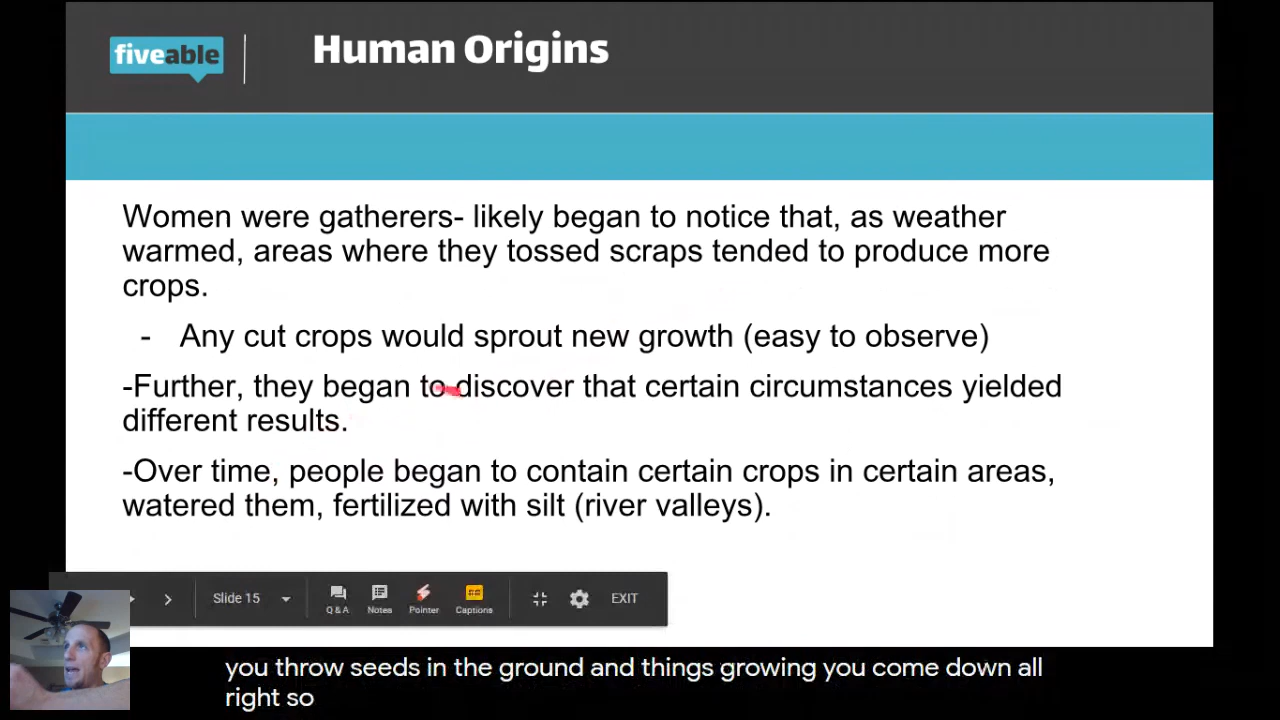 fiveable
Human Origins
Women were gatherers- likely began to notice that, as weather
warmed, areas where they tossed scraps tended to produce more
crops.
- Any cut crops would sprout new growth (easy to observe)
-Further, they began to discover that certain circumstances yielded
different results.
-Over time, people began to contain certain crops in certain areas,
watered them, fertilized with silt (river valleys).
Slide 15
Q & A
Notes
Pointer
Captions
EXIT
you throw seeds in the ground and things growing you come down all
right so